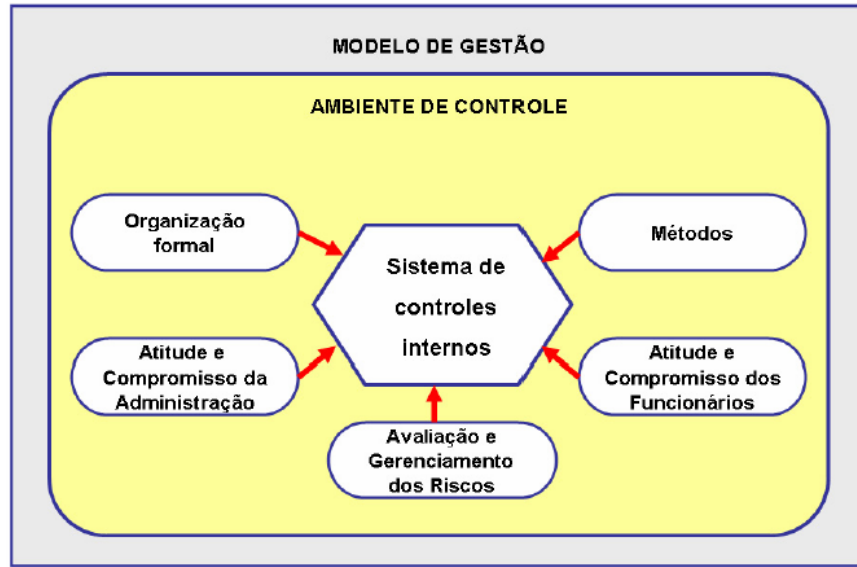 MODELO DE GESTÃO
AMBIENTE DE CONTROLE
Organização
formal
Métodos
Sistema de
controles
internos
Atitude e
Compromisso da
Administração
Atitude e
Compromisso dos
Funcionários
Avaliação e
Gerenciamento
dos Riscos